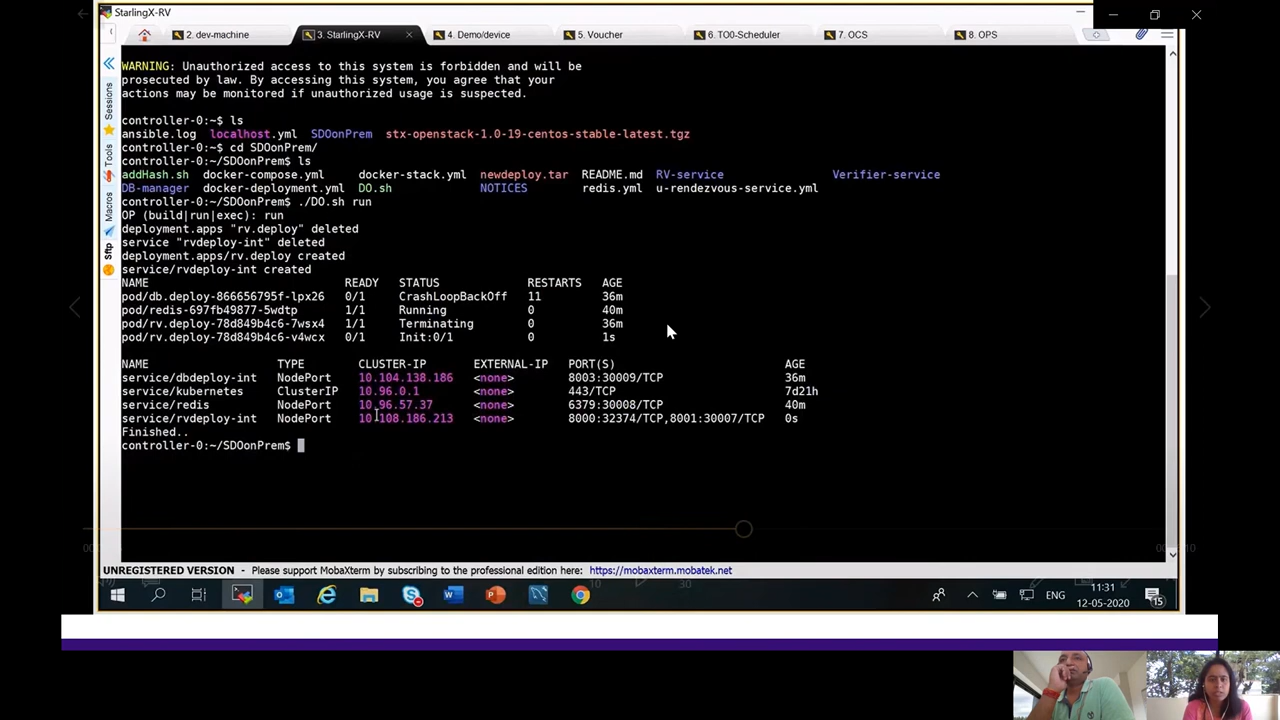 StarlingX-RV
2. dev-machine
3. StarlingX-RV
4. Demo/device
5. Voucher
6. TO0-Scheduler
7. OCS
8. OPS
Sessions
Tools
Macros
Sftp
WARNING: Unauthorized access to this system is forbidden and will be
prosecuted by law. By accessing this system, you agree that your
actions may be monitored if unauthorized usage is suspected.
controller-0:~$ ls
ansible.log localhost.yml SDOonPrem stx-openstack-1.0-19-centos-stable-latest.tgz
controller-0:~$ cd SDOonPrem/
controller-0:~/SDOonPrem$ ls
addHash.sh docker-compose.yml docker-stack.yml newdeploy.tar README.md RV-service Verifier-service
DB-manager docker-deployment.yml DO.sh NOTICES redis.yml u-rendezvous-service.yml
controller-0:~/SDOonPrem$ ./DO.sh run
OP (build|run|exec): run
deployment.apps "rv.deploy" deleted
service "rvdeploy-int" deleted
deployment.apps/rv.deploy created
service/rvdeploy-int created
NAME READY STATUS RESTARTS AGE
pod/db.deploy-866656795f-lpx26 0/1 CrashLoopBackOff 11 36m
pod/redis-697fb49877-5wdtp 1/1 Running 0 40m
pod/rv.deploy-78d849b4c6-7wsx4 1/1 Terminating 0 36m
pod/rv.deploy-78d849b4c6-v4wcx 0/1 Init:0/1 0 1s
NAME TYPE CLUSTER-IP EXTERNAL-IP PORT(S) AGE
service/dbdeploy-int NodePort 10.104.138.186 <none> 8003:30009/TCP 36m
service/kubernetes ClusterIP 10.96.0.1 <none> 443/TCP 7d21h
service/redis NodePort 10.96.57.37 <none> 6379:30008/TCP 40m
service/rvdeploy-int NodePort 10.108.186.213 <none> 8000:32374/TCP,8001:30007/TCP 0s
Finished..
controller-0:~/SDOonPrem$
UNREGISTERED VERSION - Please support MobaXterm by subscribing to the professional edition here: https://mobaxterm.mobatek.net
10
30
ENG
11:31
12-05-2020
15